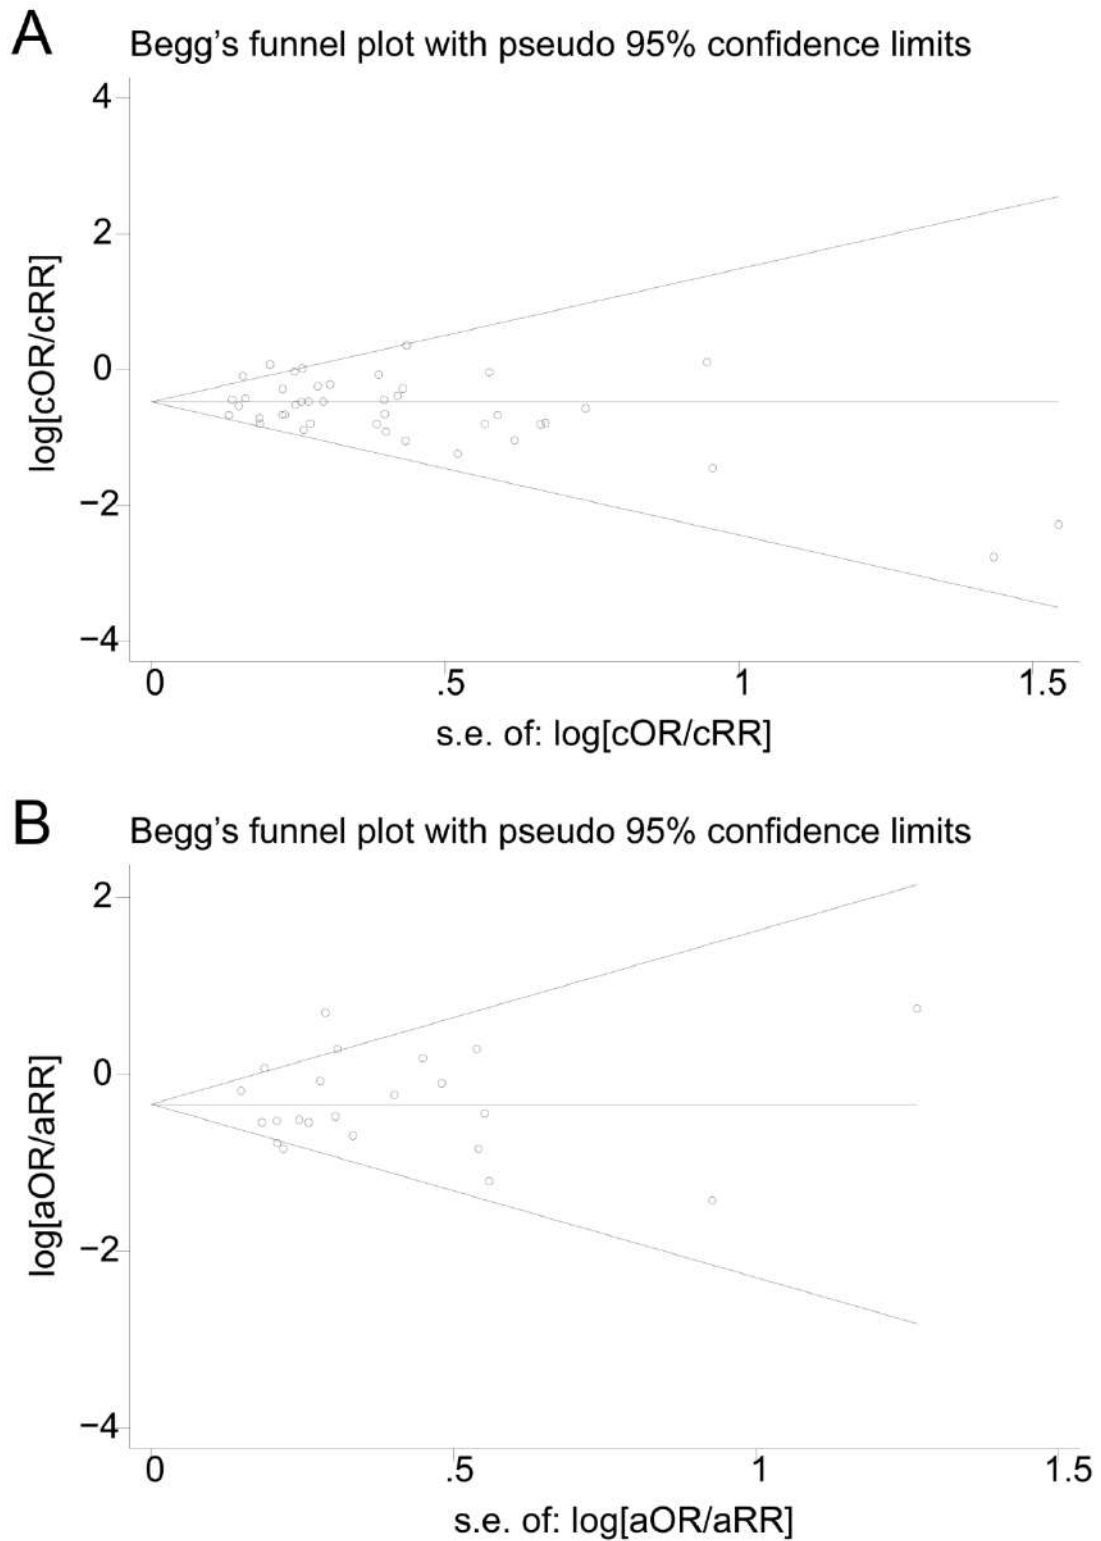 A
Begg’s funnel plot with pseudo 95% confidence limits
4
2
0
−2
−4
log[cOR/cRR]
0 .5 1 1.5
s.e. of: log[cOR/cRR]
B
Begg’s funnel plot with pseudo 95% confidence limits
2
0
−2
−4
log[aOR/aRR]
0 .5 1 1.5
s.e. of: log[aOR/aRR]